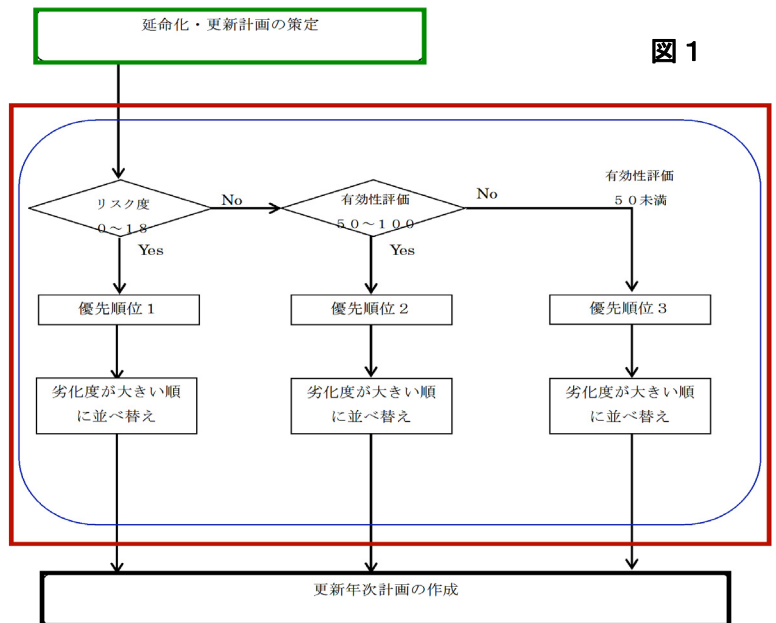 延命化・更新計画の策定
図1
リスク度
0～18
No
Yes
有効性評価
５０～１００
No
Yes
有効性評価
５０未満
優先順位１
優先順位２
優先順位３
劣化度が大きい順
に並べ替え
劣化度が大きい順
に並べ替え
劣化度が大きい順
に並べ替え
更新年次計画の作成